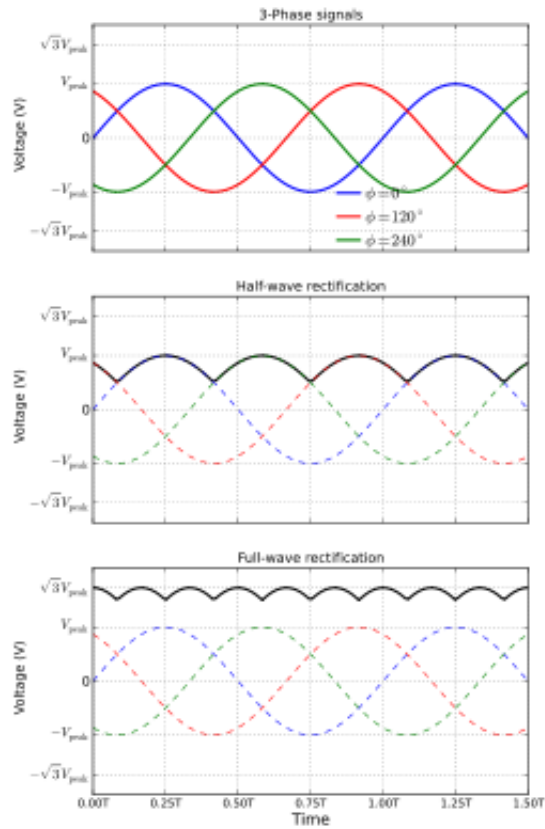 3-Phase signals
√3V_peak
V_peak
0
−V_peak
−√3V_peak
Voltage (V)
ϕ = 0°
ϕ = 120°
ϕ = 240°
Half-wave rectification
√3V_peak
V_peak
0
−V_peak
−√3V_peak
Voltage (V)
Full-wave rectification
√3V_peak
V_peak
0
−V_peak
−√3V_peak
Voltage (V)
0.00T 0.25T 0.50T 0.75T 1.00T 1.25T 1.50T
Time